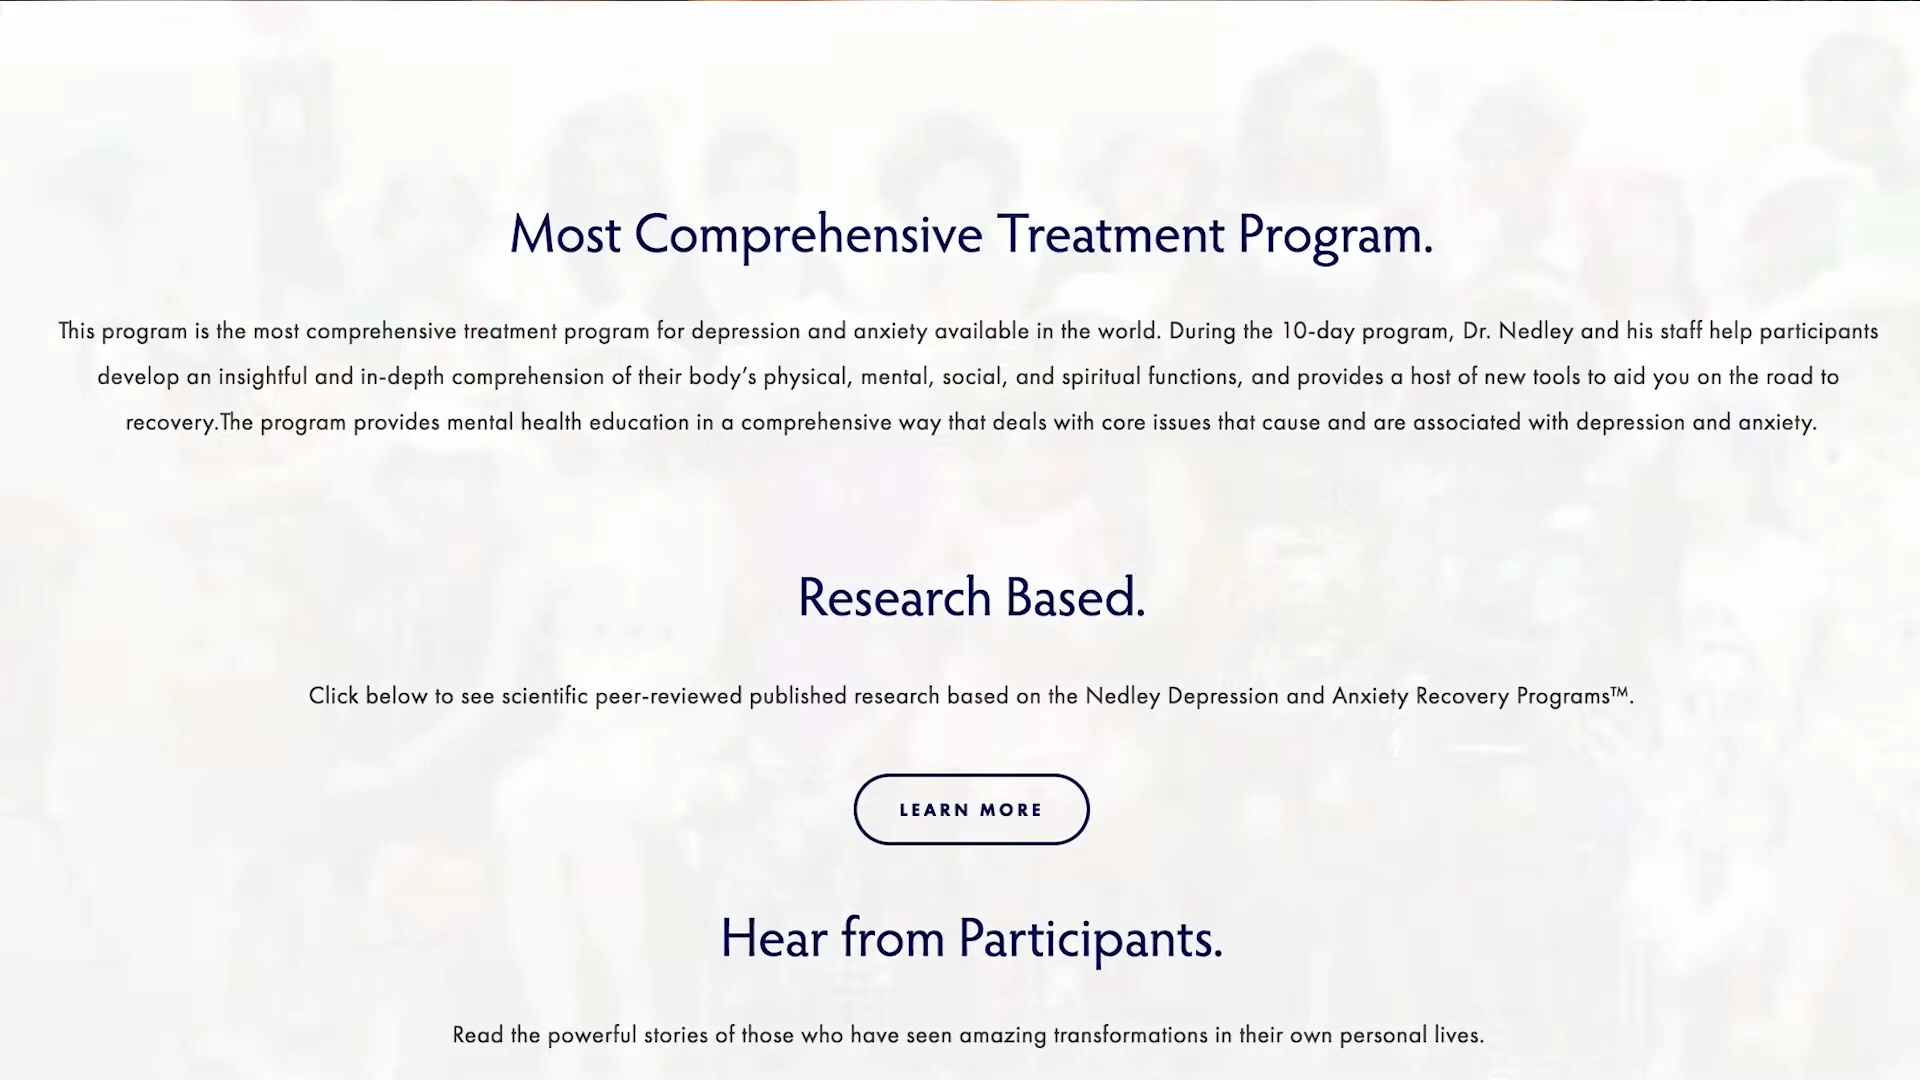 Most Comprehensive Treatment Program.
This program is the most comprehensive treatment program for depression and anxiety available in the world. During the 10-day program, Dr. Nedley and his staff help participants
develop an insightful and in-depth comprehension of their body’s physical, mental, social, and spiritual functions, and provides a host of new tools to aid you on the road to
recovery.The program provides mental health education in a comprehensive way that deals with core issues that cause and are associated with depression and anxiety.
Research Based.
Click below to see scientific peer-reviewed published research based on the Nedley Depression and Anxiety Recovery Programs™.
LEARN MORE
Hear from Participants.
Read the powerful stories of those who have seen amazing transformations in their own personal lives.